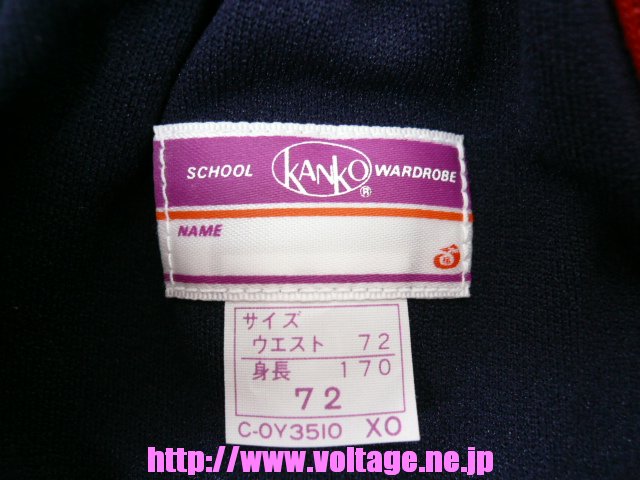 SCHOOL KANKO® WARDROBE
NAME
サイズ
ウエスト 72
身長 170
72
C-OY3510 XO
http://www.voltage.ne.jp